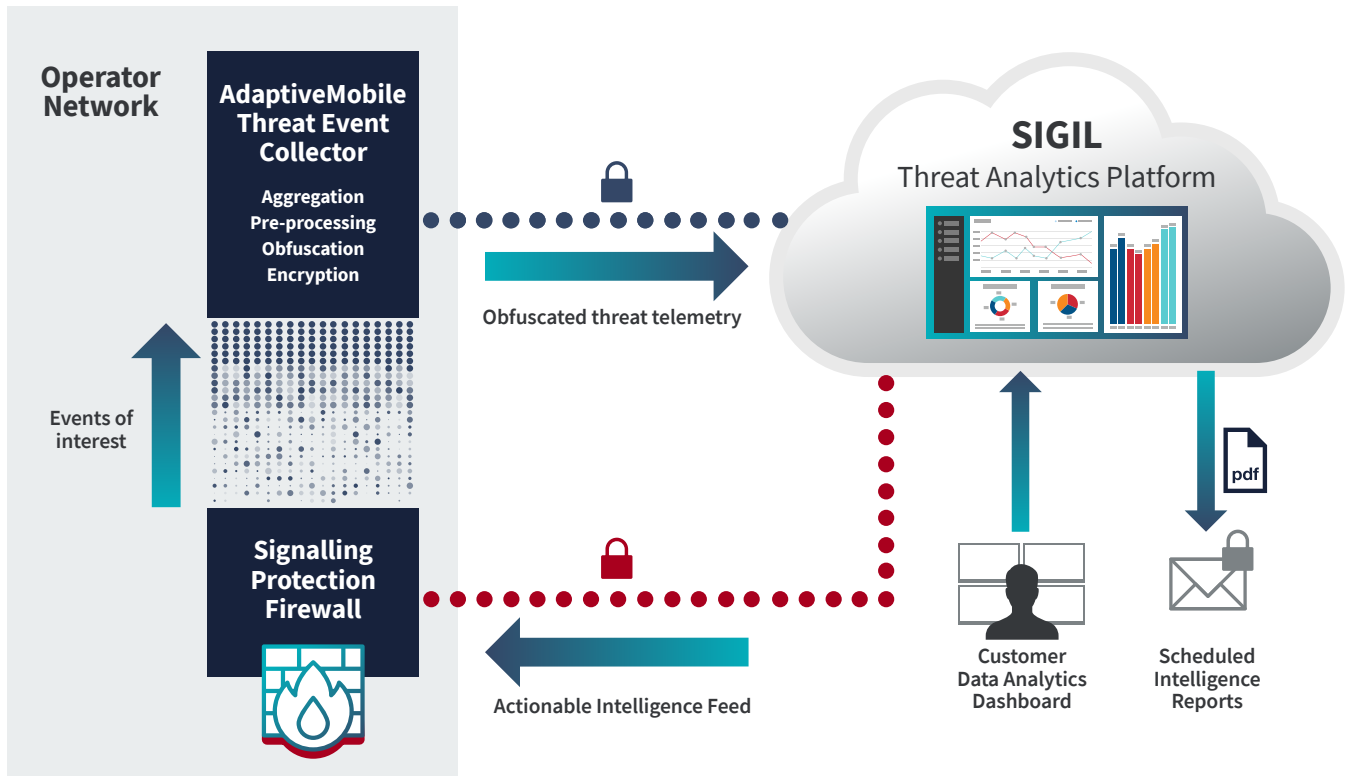 Operator
Network
AdaptiveMobile
Threat Event
Collector
Aggregation
Pre-processing
Obfuscation
Encryption
Events of
interest
Signalling
Protection
Firewall
Obfuscated threat telemetry
Actionable Intelligence Feed
SIGIL
Threat Analytics Platform
pdf
Customer
Data Analytics
Dashboard
Scheduled
Intelligence
Reports